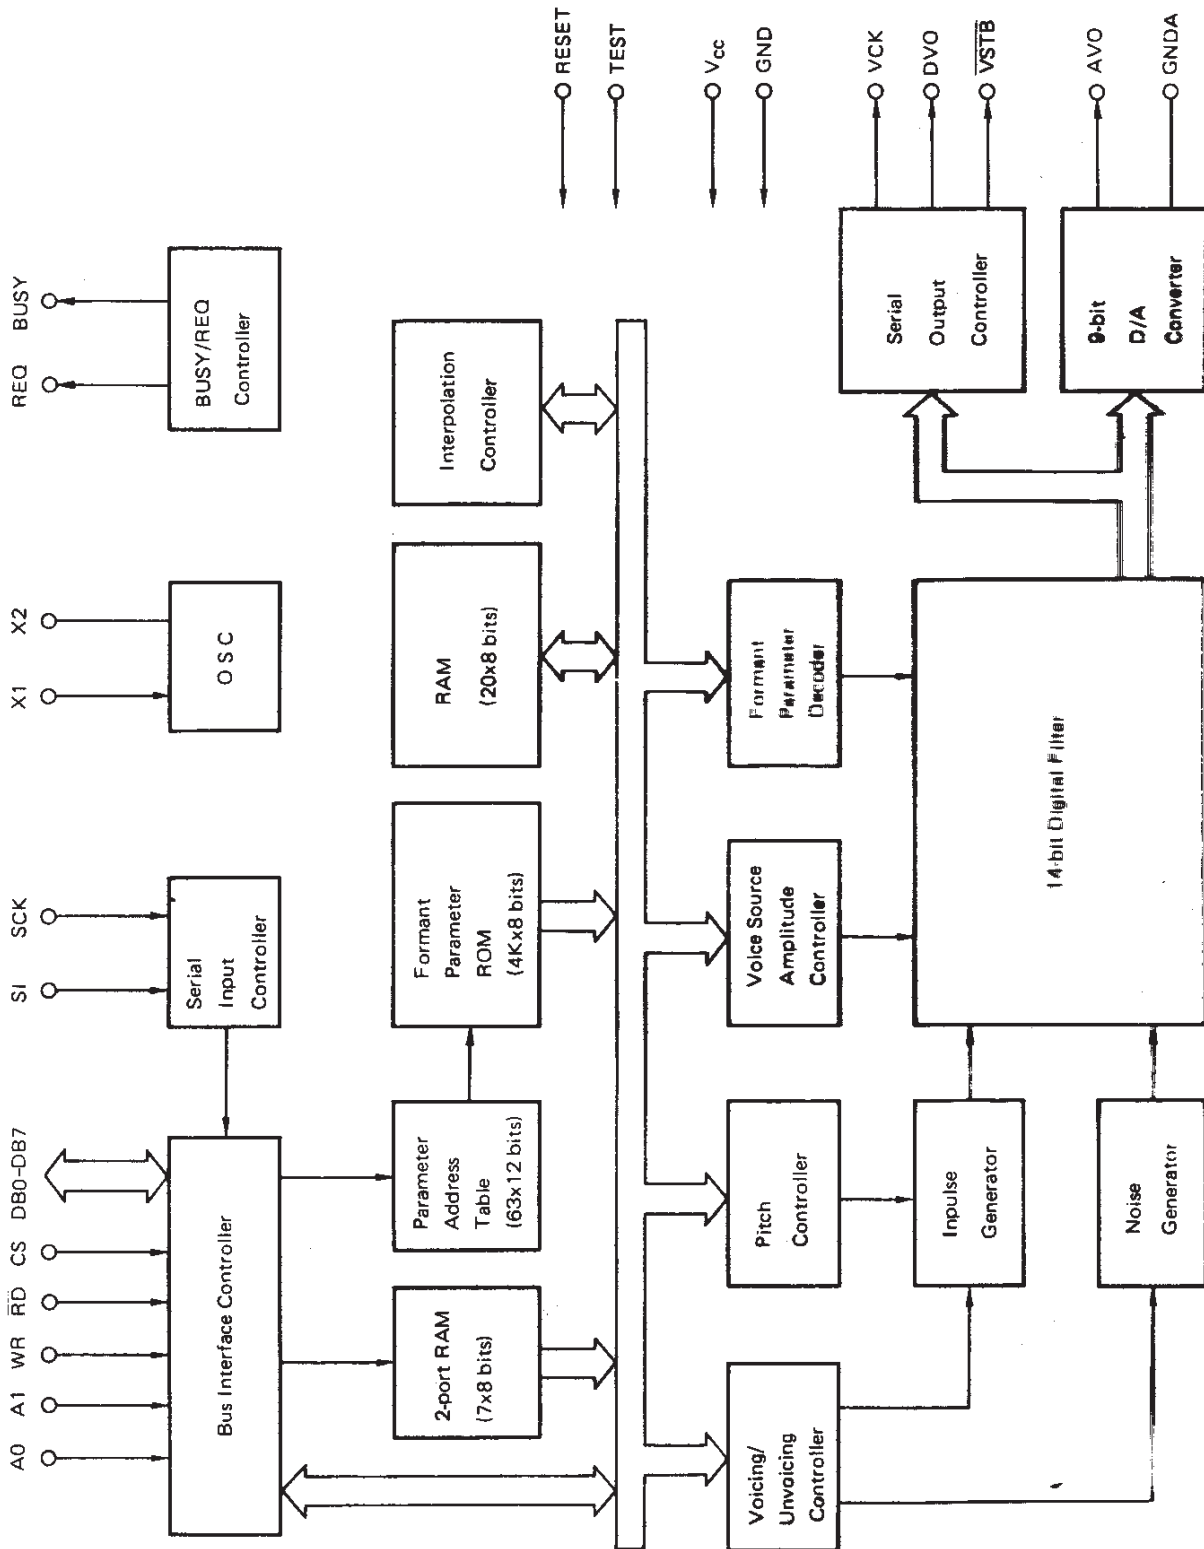 A0
A1
WR
RD
CS
DB0-DB7
SI
SCK
X1
X2
REQ
BUSY
Bus Interface Controller
Serial
Input
Controller
OSC
BUSY/REQ
Controller
2-port RAM
(7x8 bits)
Parameter
Address
Table
(63x12 bits)
Formant
Parameter
ROM
(4Kx8 bits)
RAM
(20x8 bits)
Interpolation
Controller
RESET
TEST
Vcc
GND
Voicing/
Unvoicing
Controller
Pitch
Controller
Voice Source
Amplitude
Controller
Formant
Parameter
Decoder
Inpulse
Generator
Noise
Generator
14-bit Digital Filter
Serial
Output
Controller
9-bit
D/A
Converter
VCK
DVO
VSTB
AVO
GNDA